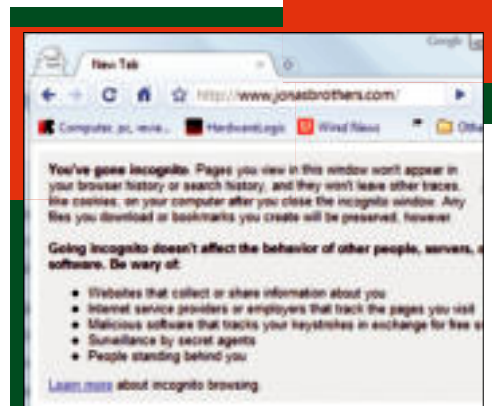 Google
New Tab
http://www.jonasbrothers.com/
Computer, pc, revie... HardwareLogic Wired News Othe
You've gone incognito. Pages you view in this window won't appear in
your browser history or search history, and they won't leave other traces,
like cookies, on your computer after you close the incognito window. Any
files you download or bookmarks you create will be preserved, however.
Going incognito doesn't affect the behavior of other people, servers,
software. Be wary of:
• Websites that collect or share information about you
• Internet service providers or employers that track the pages you visit
• Malicious software that tracks your keystrokes in exchange for free
• Surveillance by secret agents
• People standing behind you
Learn more about incognito browsing